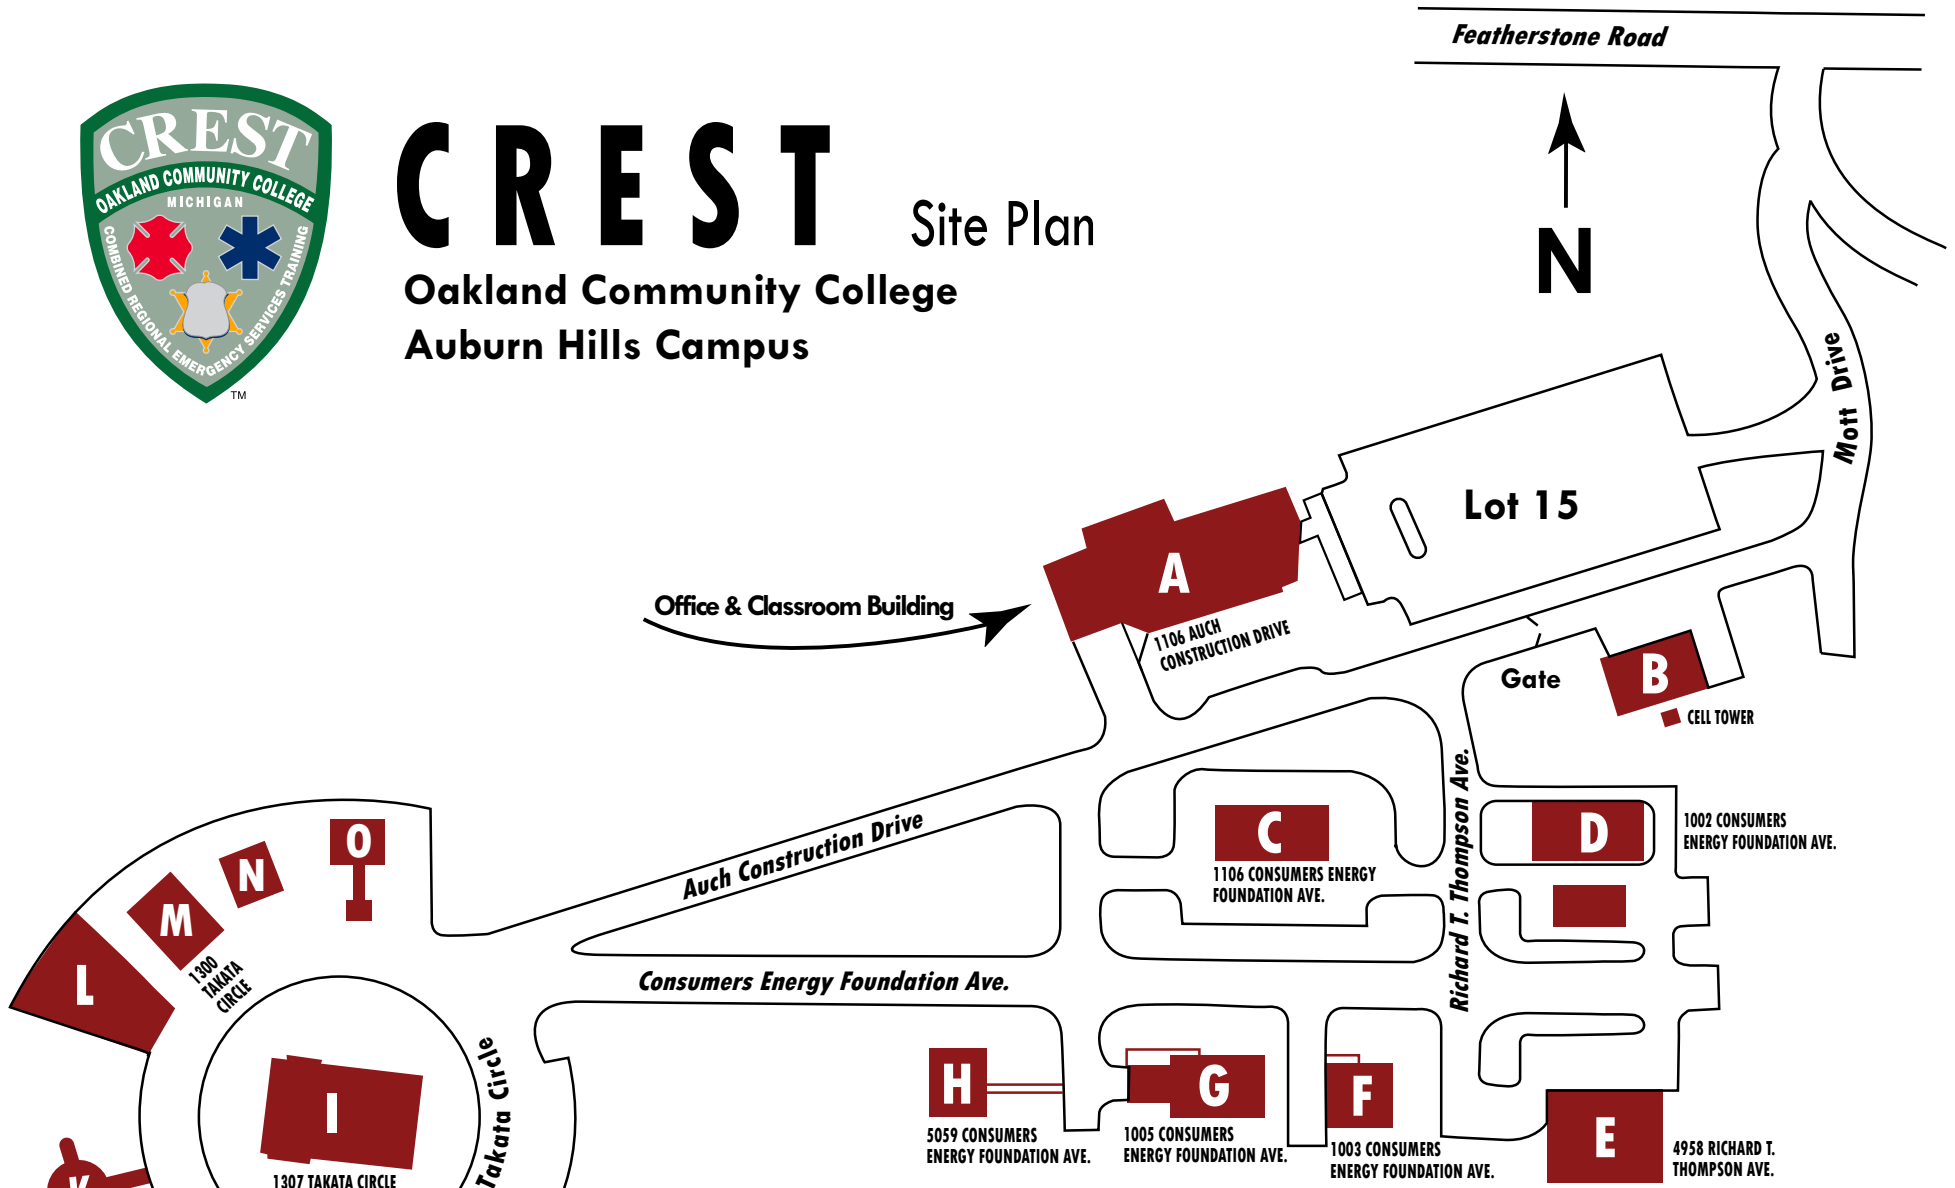 Featherstone Road
CREST
OAKLAND COMMUNITY COLLEGE
MICHIGAN
COMBINED REGIONAL EMERGENCY SERVICES TRAINING
TM
CREST Site Plan
Oakland Community College
Auburn Hills Campus
N
Mott Drive
Lot 15
A
Office & Classroom Building
1106 AUCH
CONSTRUCTION DRIVE
Gate
B
CELL TOWER
Richard T. Thompson Ave.
Auch Construction Drive
C
1106 CONSUMERS ENERGY
FOUNDATION AVE.
D
1002 CONSUMERS
ENERGY FOUNDATION AVE.
O
N
M
1300
TAKATA
CIRCLE
L
Consumers Energy Foundation Ave.
Takata Circle
I
1307 TAKATA CIRCLE
K
H
5059 CONSUMERS
ENERGY FOUNDATION AVE.
G
1005 CONSUMERS
ENERGY FOUNDATION AVE.
F
1003 CONSUMERS
ENERGY FOUNDATION AVE.
E
4958 RICHARD T.
THOMPSON AVE.